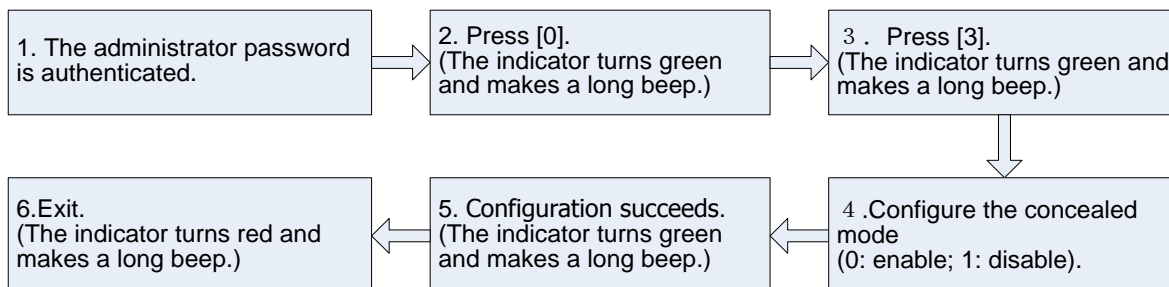 1. The administrator password
is authenticated.
2. Press [0].
(The indicator turns green
and makes a long beep.)
３． Press [3].
(The indicator turns green and
makes a long beep.)
４.Configure the concealed
mode
(0: enable; 1: disable).
5. Configuration succeeds.
(The indicator turns green
and makes a long beep.)
6.Exit.
(The indicator turns red and
makes a long beep.)